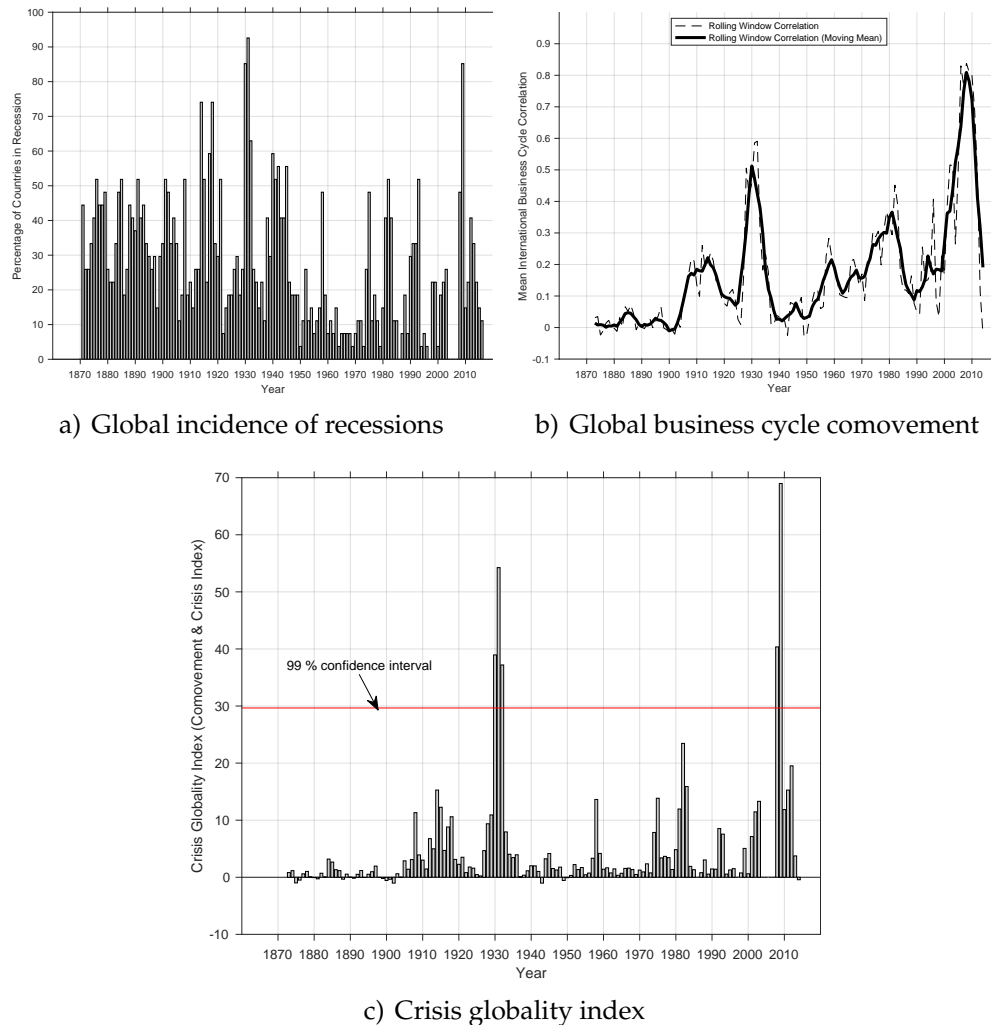 100
90
80
70
60
50
40
30
20
10
0
Percentage of Countries in Recession
1870 1880 1890 1900 1910 1920 1930 1940 1950 1960 1970 1980 1990 2000 2010
Year
a) Global incidence of recessions
Rolling Window Correlation
Rolling Window Correlation (Moving Mean)
0.9
0.8
0.7
0.6
0.5
0.4
0.3
0.2
0.1
0
-0.1
Mean International Business Cycle Correlation
1870 1880 1890 1900 1910 1920 1930 1940 1950 1960 1970 1980 1990 2000 2010
Year
b) Global business cycle comovement
70
60
50
40
30
20
10
0
-10
Crisis Globality Index (Comovement & Crisis Index)
99 % confidence interval
1870 1880 1890 1900 1910 1920 1930 1940 1950 1960 1970 1980 1990 2000 2010
Year
c) Crisis globality index